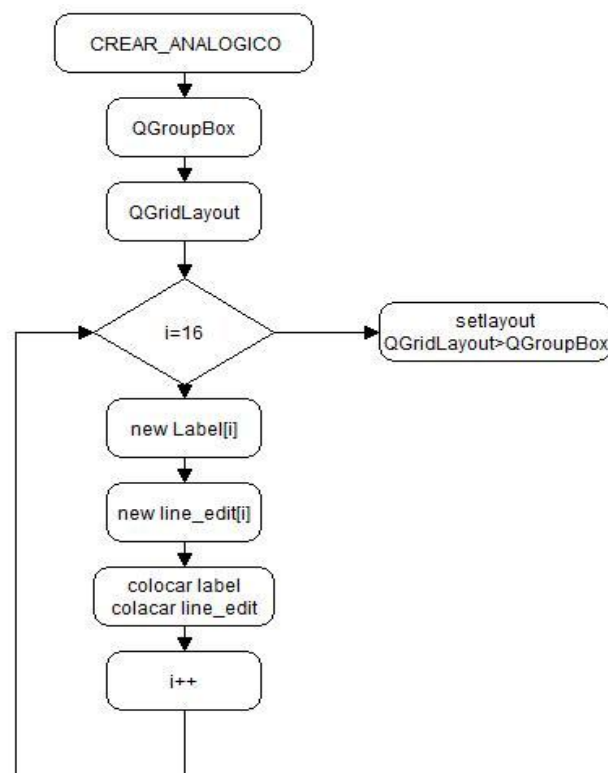 CREAR_ANALOGICO
QGroupBox
QGridLayout
i=16
setlayout
QGridLayout>QGroupBox
new Label[i]
new line_edit[i]
colocar label
colacar line_edit
i++